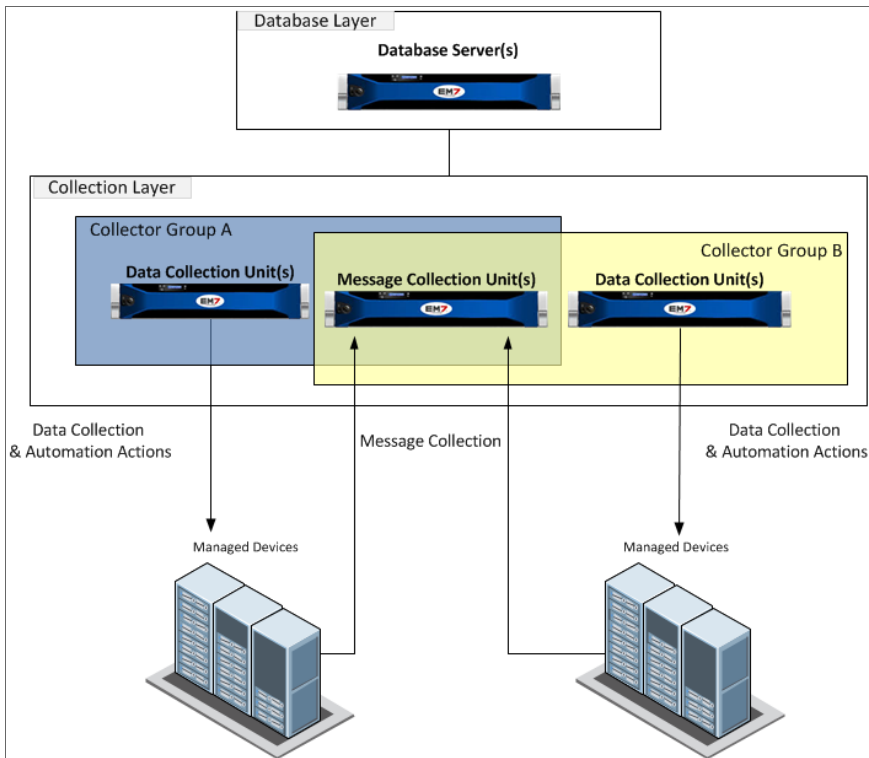 Database Layer
Database Server(s)
EM7
Collection Layer
Collector Group A
Collector Group B
Data Collection Unit(s)
Message Collection Unit(s)
Data Collection Unit(s)
EM7
EM7
EM7
Data Collection
& Automation Actions
Message Collection
Data Collection
& Automation Actions
Managed Devices
Managed Devices